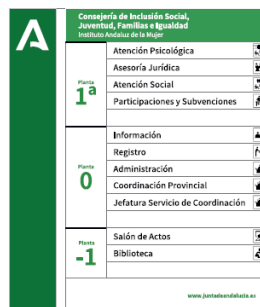 Consejería de Inclusión Social,
Juventud, Familias e Igualdad
Instituto Andaluz de la Mujer
Planta
1ª
Atención Psicológica
Asesoría Jurídica
Atención Social
Participaciones y Subvenciones
Planta
0
Información
Registro
Administración
Coordinación Provincial
Jefatura Servicio de Coordinación
Planta
-1
Salón de Actos
Biblioteca
www.juntadeandalucia.es